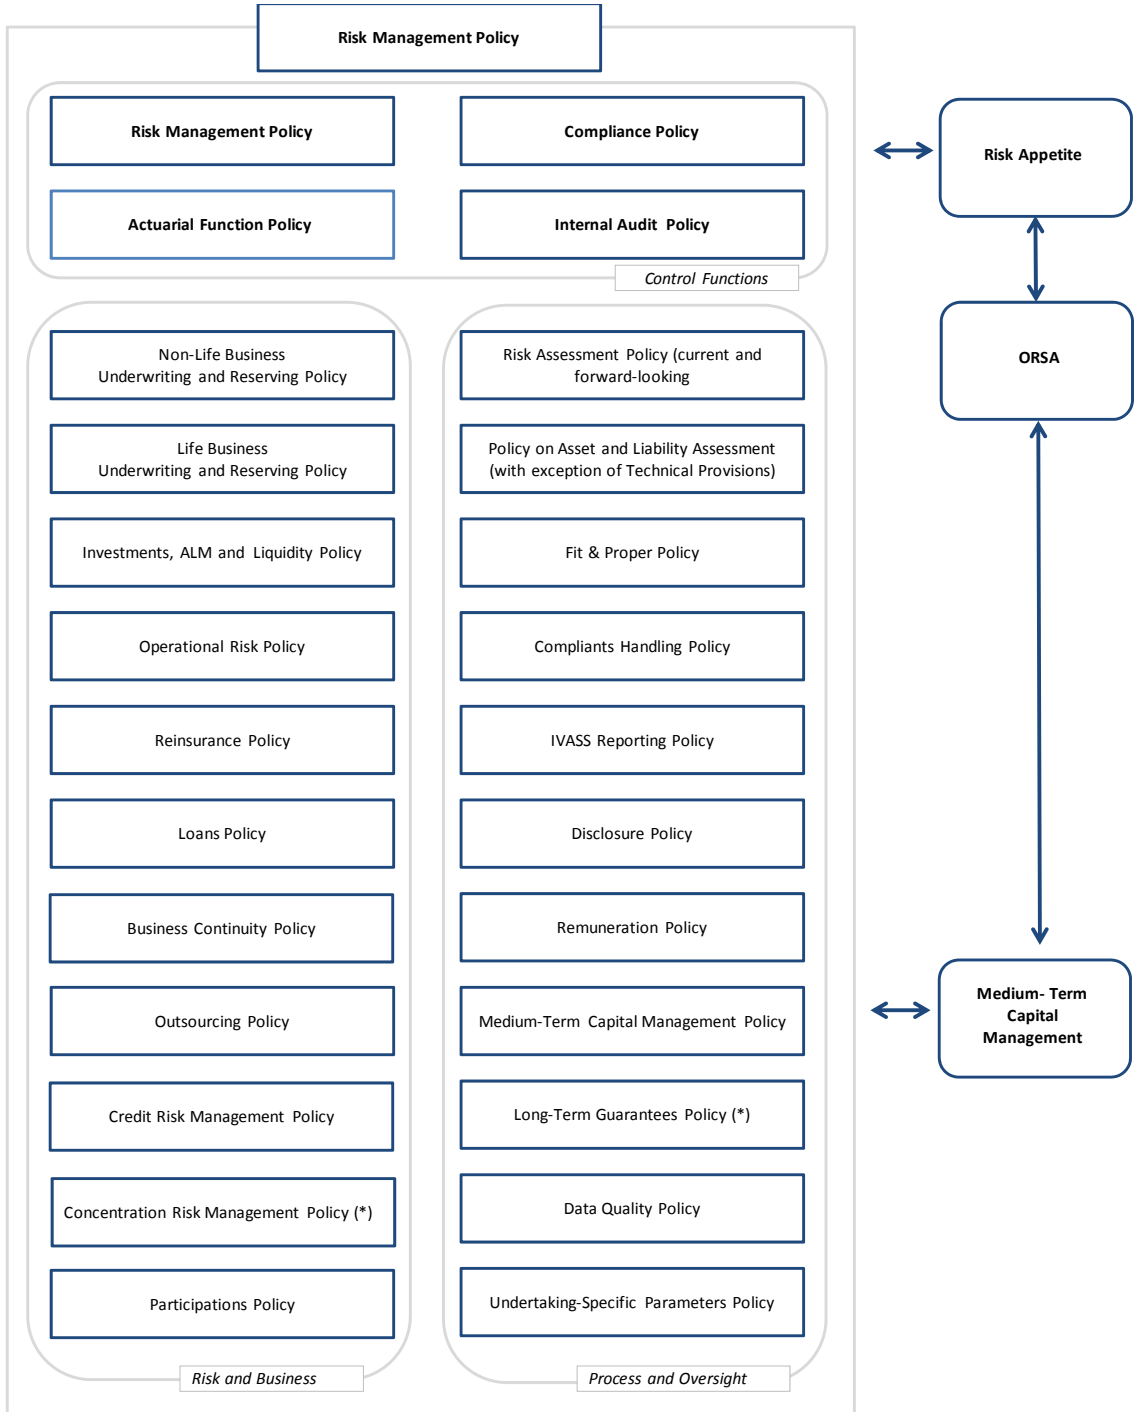 Risk Management Policy
Risk Management Policy
Compliance Policy
Actuarial Function Policy
Internal Audit Policy
Control Functions
Non-Life Business
Underwriting and Reserving Policy
Life Business
Underwriting and Reserving Policy
Investments, ALM and Liquidity Policy
Operational Risk Policy
Reinsurance Policy
Loans Policy
Business Continuity Policy
Outsourcing Policy
Credit Risk Management Policy
Concentration Risk Management Policy (*)
Participations Policy
Risk and Business
Risk Assessment Policy (current and
forward-looking
Policy on Asset and Liability Assessment
(with exception of Technical Provisions)
Fit & Proper Policy
Compliants Handling Policy
IVASS Reporting Policy
Disclosure Policy
Remuneration Policy
Medium-Term Capital Management Policy
Long-Term Guarantees Policy (*)
Data Quality Policy
Undertaking-Specific Parameters Policy
Process and Oversight
Risk Appetite
ORSA
Medium- Term
Capital
Management